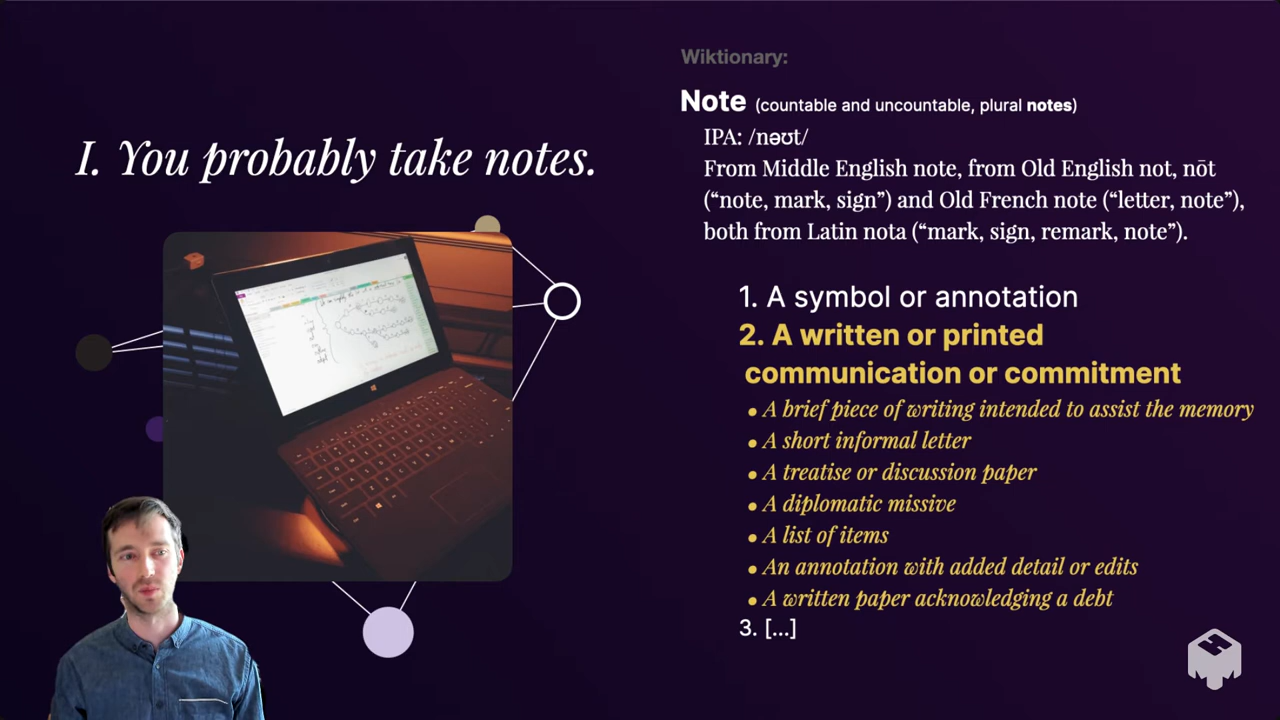 I. You probably take notes.
Wiktionary:
Note (countable and uncountable, plural notes)
IPA: /nəʊt/
From Middle English note, from Old English not, nōt
(“note, mark, sign”) and Old French note (“letter, note”),
both from Latin nota (“mark, sign, remark, note”).
1. A symbol or annotation
2. A written or printed
communication or commitment
• A brief piece of writing intended to assist the memory
• A short informal letter
• A treatise or discussion paper
• A diplomatic missive
• A list of items
• An annotation with added detail or edits
• A written paper acknowledging a debt
3. [...]